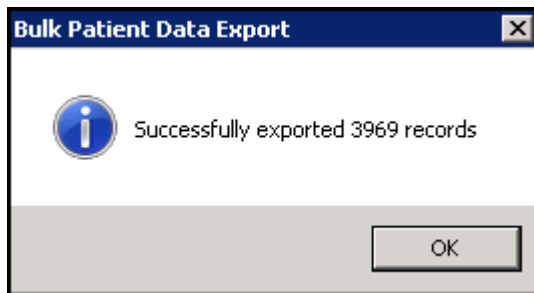 Bulk Patient Data Export
Successfully exported 3969 records
OK